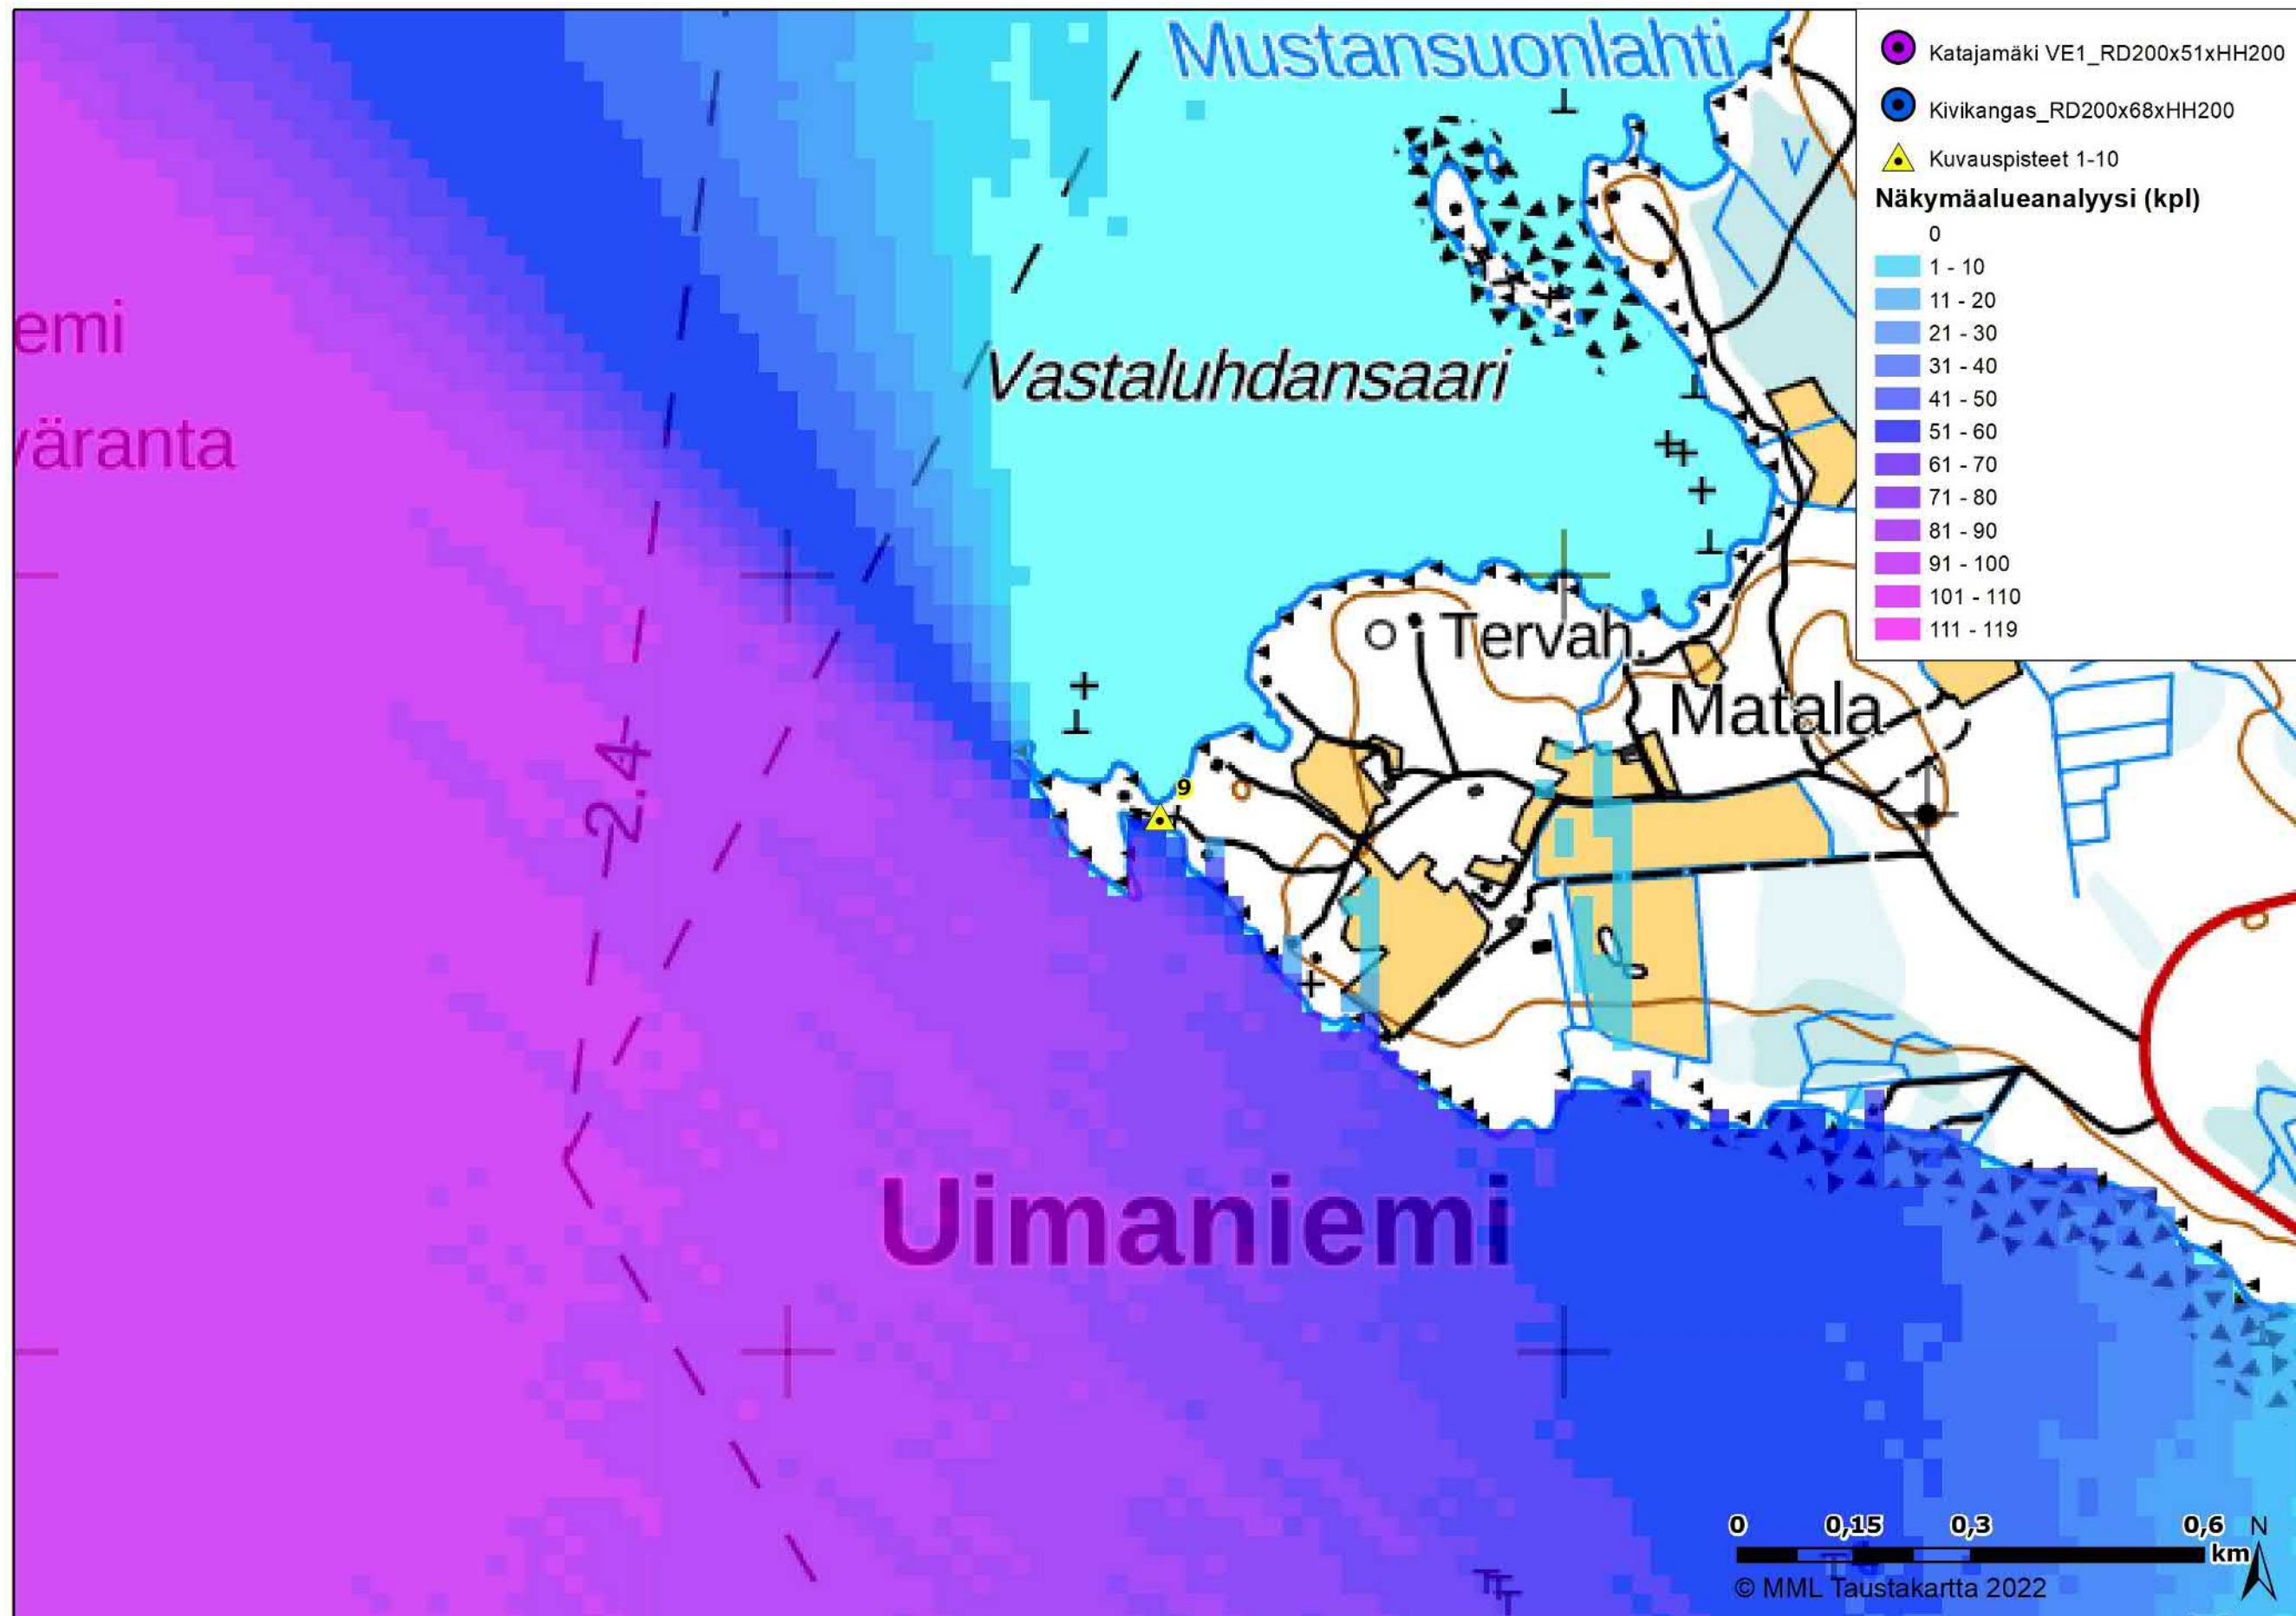 Mustansuonlahti
Vastaluhdansaari
emi
väranta
Tervah.
Matala
V
9
2.4
Uimaniemi
Katajamäki VE1_RD200x51xHH200
Kivikangas_RD200x68xHH200
Kuvauspisteet 1-10
Näkymäalueanalyysi (kpl)
0
1 - 10
11 - 20
21 - 30
31 - 40
41 - 50
51 - 60
61 - 70
71 - 80
81 - 90
91 - 100
101 - 110
111 - 119
0 0,15 0,3 0,6 N
km
© MML Taustakartta 2022